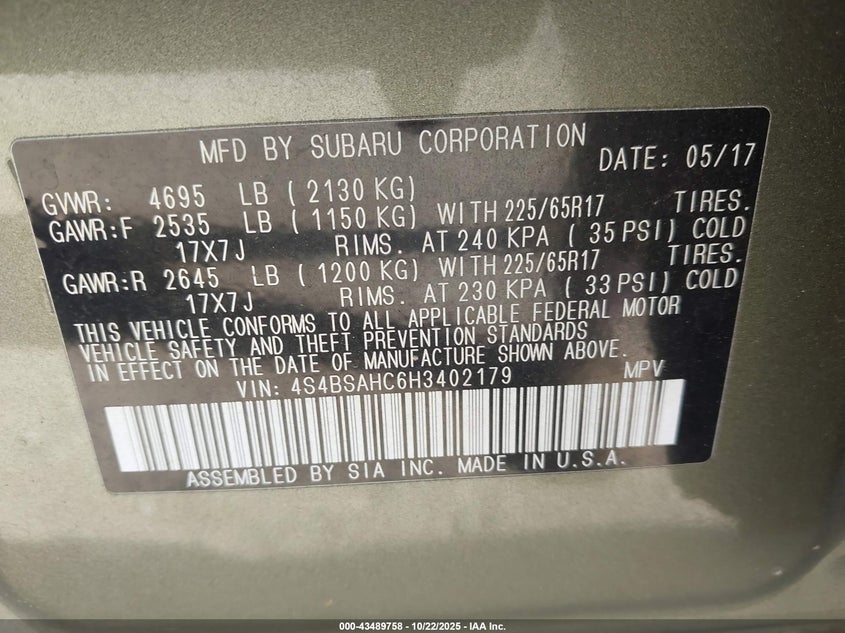 MFD BY SUBARU CORPORATION DATE: 05/17
GVWR: 4695 LB ( 2130 KG)
GAWR:F 2535 LB ( 1150 KG) WITH 225/65R17 TIRES.
17X7J RIMS. AT 240 KPA ( 35 PSI) COLD
GAWR:R 2645 LB ( 1200 KG) WITH 225/65R17 TIRES.
17X7J RIMS. AT 230 KPA ( 33 PSI) COLD
THIS VEHICLE CONFORMS TO ALL APPLICABLE FEDERAL MOTOR
VEHICLE SAFETY AND THEFT PREVENTION STANDARDS
IN EFFECT ON THE DATE OF MANUFACTURE SHOWN ABOVE.
VIN: 4S4BSAHC6H3402179 MPV
ASSEMBLED BY SIA INC. MADE IN U.S.A.
000-43489758 - 10/22/2025 - IAA Inc.